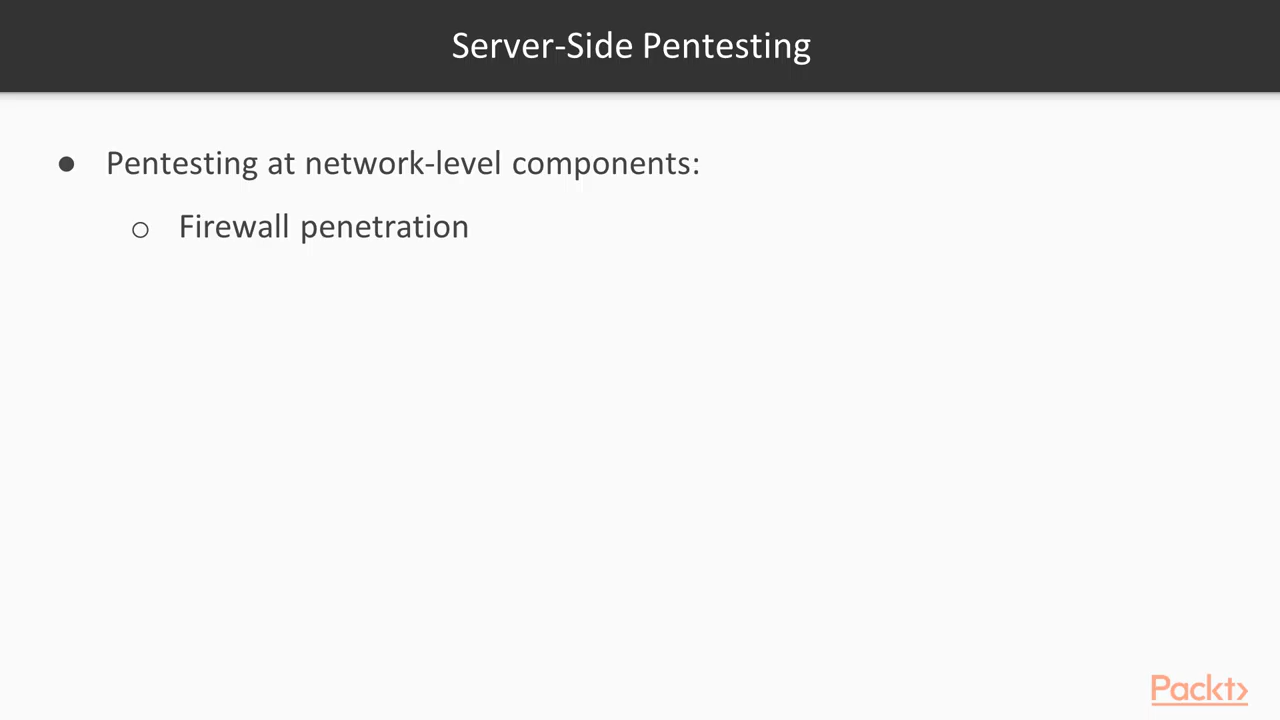 Server-Side Pentesting
● Pentesting at network-level components:
○ Firewall penetration
Packt>